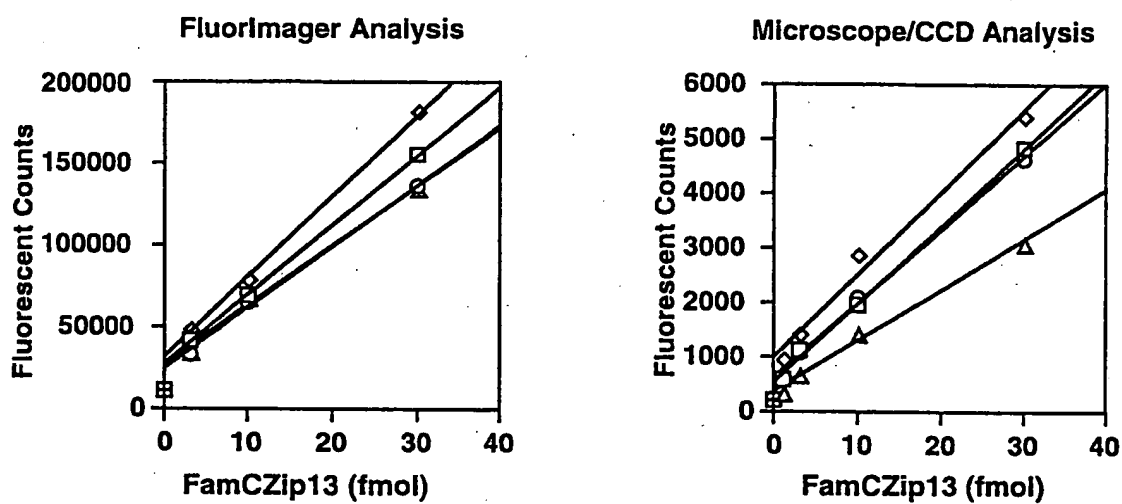 FluorImager Analysis
Fluorescent Counts
200000
150000
100000
50000
0
0 10 20 30 40
FamCZip13 (fmol)
Microscope/CCD Analysis
Fluorescent Counts
6000
5000
4000
3000
2000
1000
0
0 10 20 30 40
FamCZip13 (fmol)